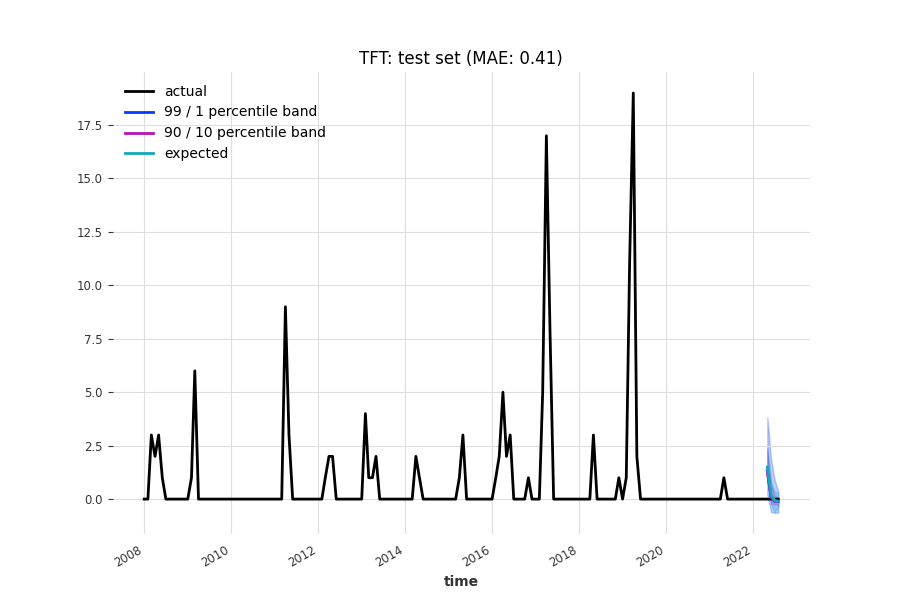 TFT: test set (MAE: 0.41)
actual
99 / 1 percentile band
90 / 10 percentile band
expected
17.5
15.0
12.5
10.0
7.5
5.0
2.5
0.0
2008 2010 2012 2014 2016 2018 2020 2022
time